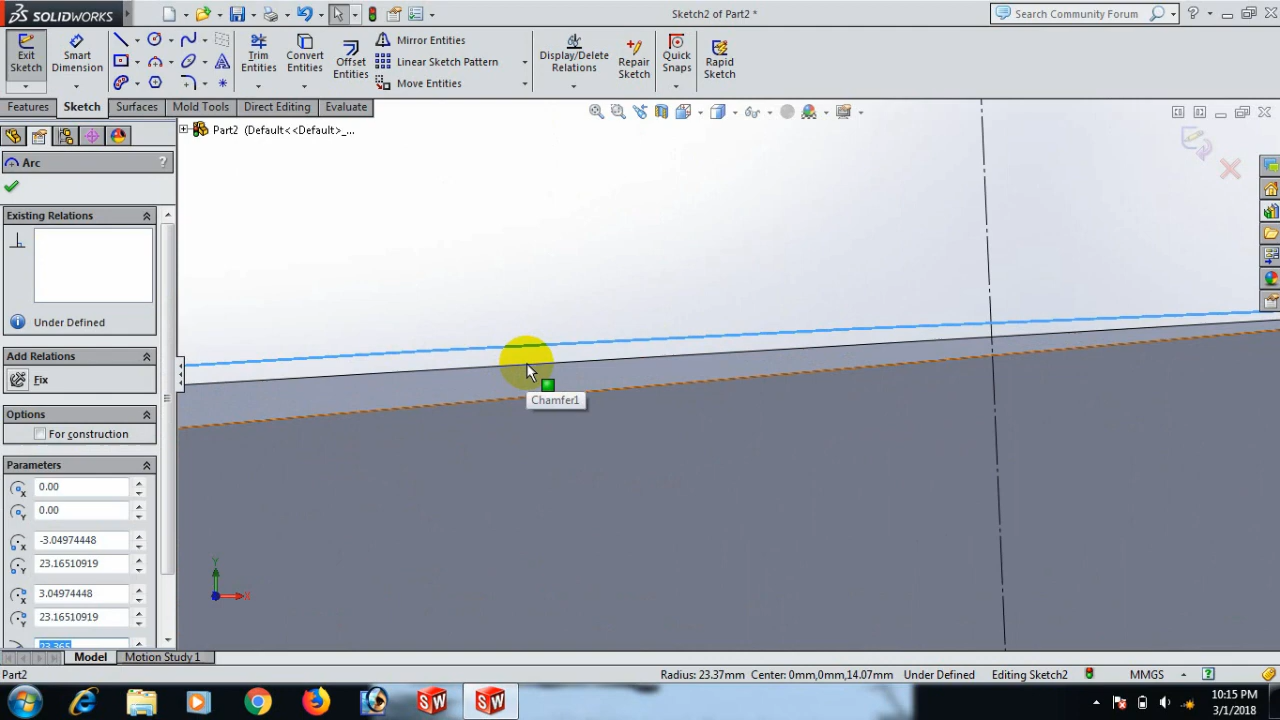 SOLIDWORKS
Sketch2 of Part2 *
Search Community Forum
Exit Sketch
Smart Dimension
Trim Entities
Convert Entities
Offset Entities
Mirror Entities
Linear Sketch Pattern
Move Entities
Display/Delete Relations
Repair Sketch
Quick Snaps
Rapid Sketch
Features
Sketch
Surfaces
Mold Tools
Direct Editing
Evaluate
Part2 (Default<<Default>_...
Arc
?
Existing Relations
Under Defined
Add Relations
Fix
Options
For construction
Parameters
0.00
0.00
-3.04974448
23.16510919
3.04974448
23.16510919
Chamfer1
Y
X
Model
Motion Study 1
Part2
Radius: 23.37mm Center: 0mm,0mm,14.07mm
Under Defined
Editing Sketch2
MMGS
SW
SW
10:15 PM
3/1/2018